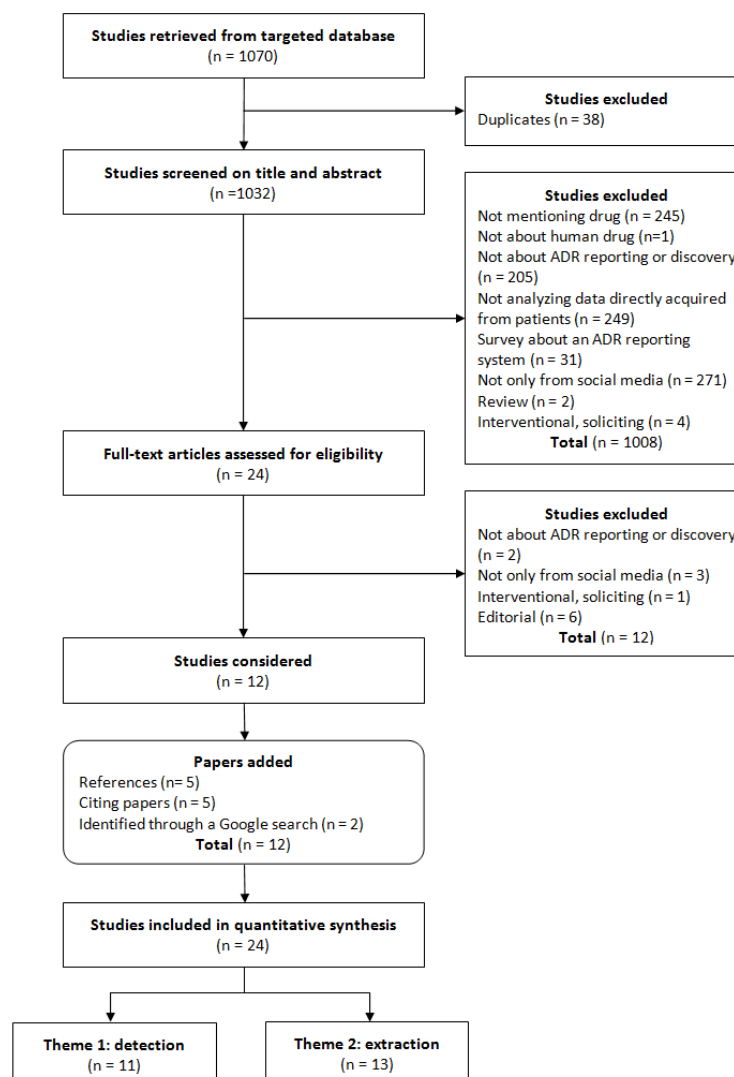 Studies retrieved from targeted database
(n = 1070)
Studies excluded
Duplicates (n = 38)
Studies screened on title and abstract
(n =1032)
Studies excluded
Not mentioning drug (n = 245)
Not about human drug (n=1)
Not about ADR reporting or discovery
(n = 205)
Not analyzing data directly acquired
from patients (n = 249)
Survey about an ADR reporting
system (n = 31)
Not only from social media (n = 271)
Review (n = 2)
Interventional, soliciting (n = 4)
Total (n = 1008)
Full-text articles assessed for eligibility
(n = 24)
Studies excluded
Not about ADR reporting or discovery
(n = 2)
Not only from social media (n = 3)
Interventional, soliciting (n = 1)
Editorial (n = 6)
Total (n = 12)
Studies considered
(n = 12)
Papers added
References (n= 5)
Citing papers (n = 5)
Identified through a Google search (n = 2)
Total (n = 12)
Studies included in quantitative synthesis
(n = 24)
Theme 1: detection
(n = 11)
Theme 2: extraction
(n = 13)